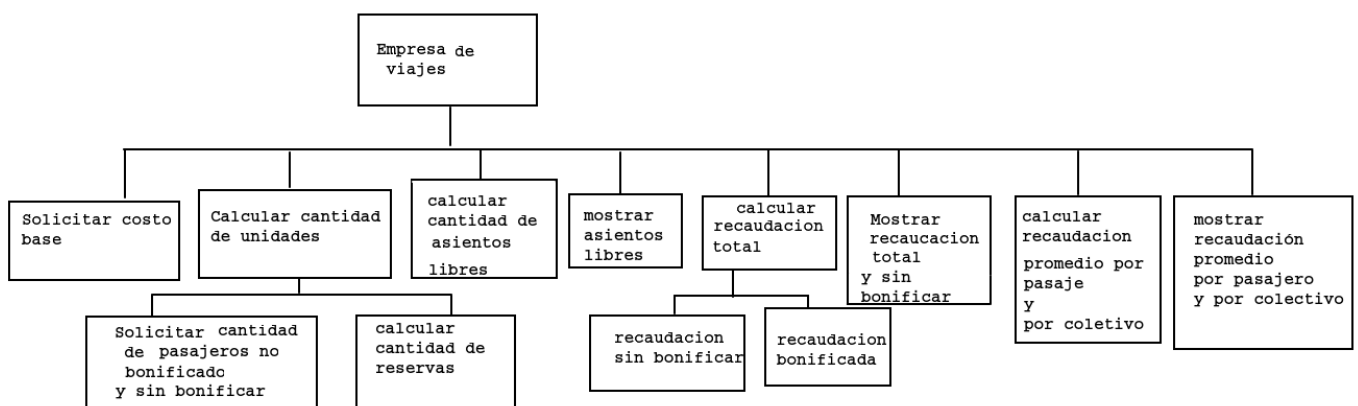 Empresa de
viajes
Solicitar costo
base
Calcular cantidad
de unidades
calcular
cantidad de
asientos
libres
mostrar
asientos
libres
calcular
recaudacion
total
Mostrar
recaucacion
total
y sin
bonificar
calcular
recaudacion
promedio por
pasaje
y
por coletivo
mostrar
recaudación
promedio
por pasajero
y por colectivo
Solicitar cantidad
de pasajeros no
bonificado
y sin bonificar
calcular
cantidad de
reservas
recaudacion
sin bonificar
recaudacion
bonificada